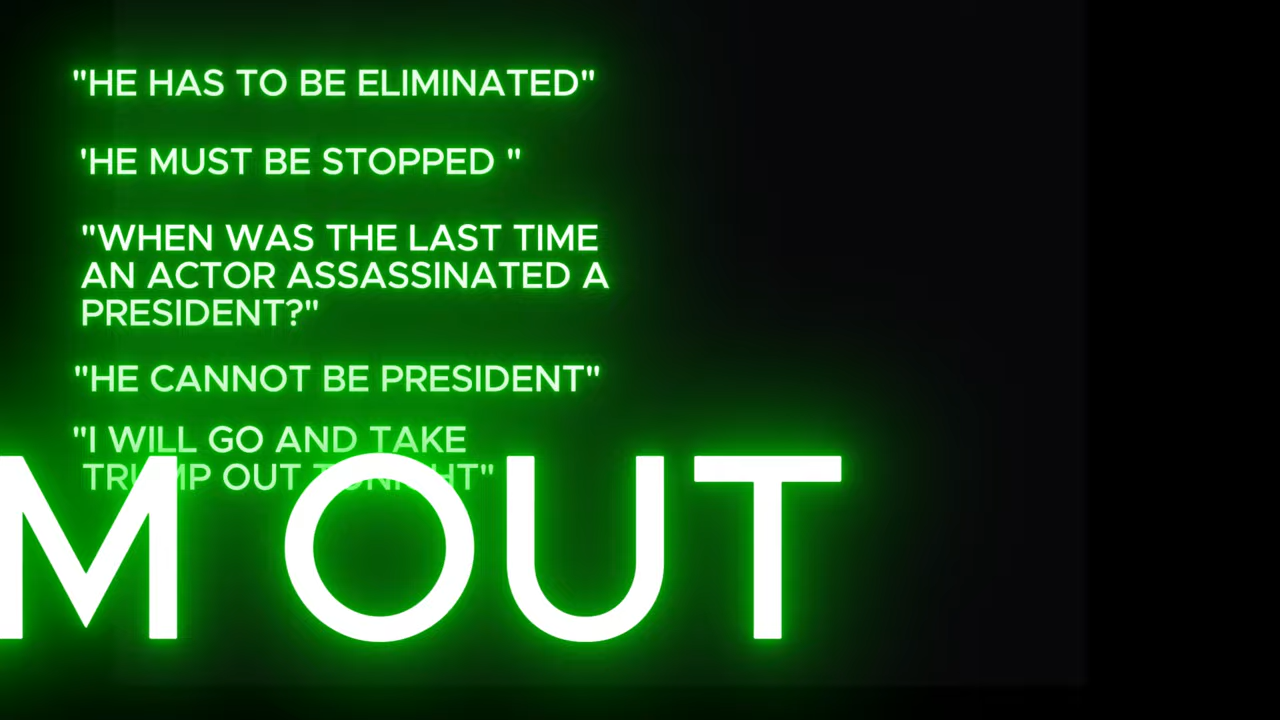 "HE HAS TO BE ELIMINATED"
'HE MUST BE STOPPED "
"WHEN WAS THE LAST TIME
AN ACTOR ASSASSINATED A
PRESIDENT?"
"HE CANNOT BE PRESIDENT"
"I WILL GO AND TAKE
TRUMP OUT TONIGHT"
M OUT